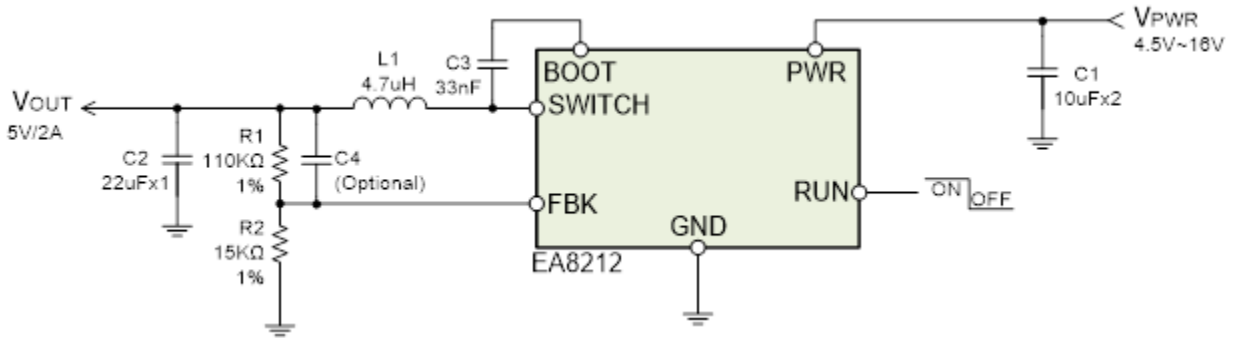 VOUT
5V/2A
C2
22uFx1
R1
110KΩ
1%
R2
15KΩ
1%
C4
(Optional)
L1
4.7uH
C3
33nF
BOOT
PWR
SWITCH
FBK
GND
RUN
EA8212
VPWR
4.5V~16V
C1
10uFx2
ON
OFF